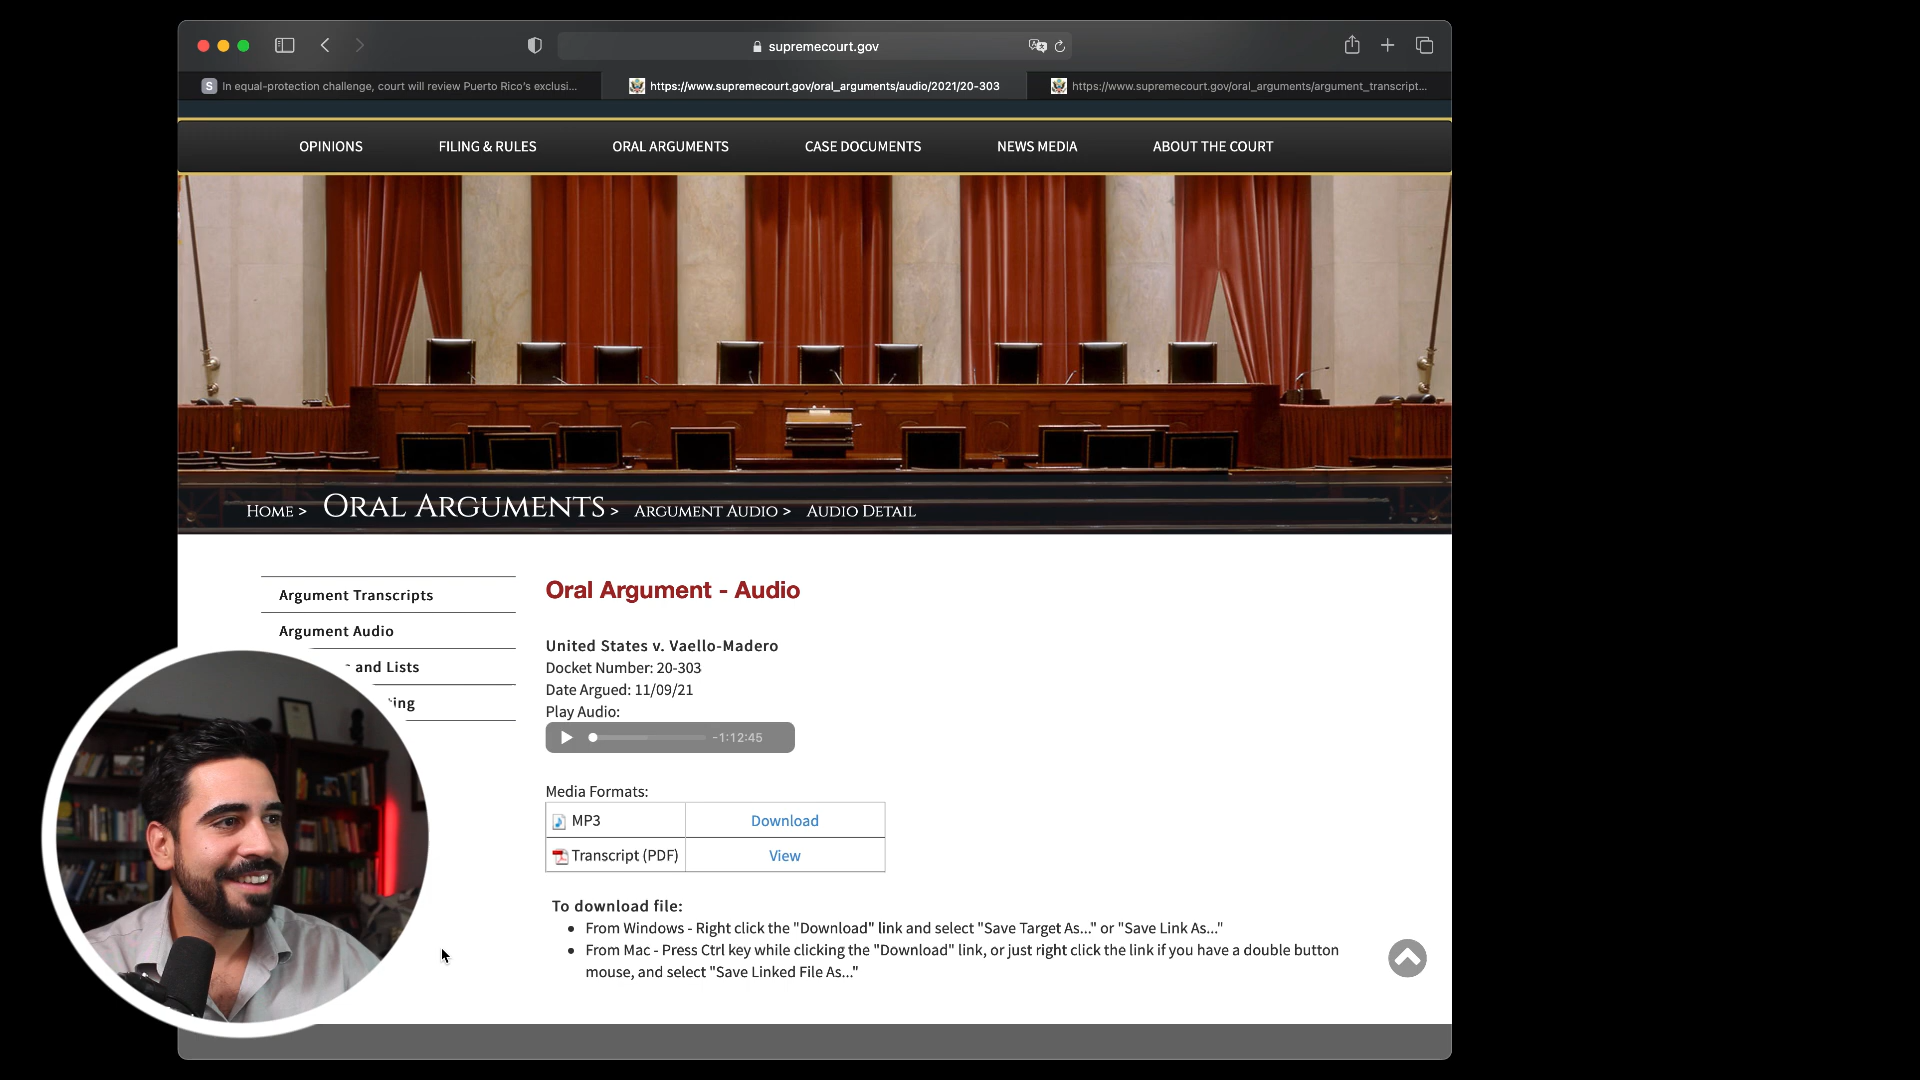 supremecourt.gov
S In equal-protection challenge, court will review Puerto Rico's exclusi...
https://www.supremecourt.gov/oral_arguments/audio/2021/20-303
https://www.supremecourt.gov/oral_arguments/argument_transcript...
OPINIONS FILING & RULES ORAL ARGUMENTS CASE DOCUMENTS NEWS MEDIA ABOUT THE COURT
HOME > ORAL ARGUMENTS > ARGUMENT AUDIO > AUDIO DETAIL
Argument Transcripts
Argument Audio
and Lists
Oral Argument - Audio
United States v. Vaello-Madero
Docket Number: 20-303
Date Argued: 11/09/21
Play Audio:
-1:12:45
Media Formats:
MP3 Download
Transcript (PDF) View
To download file:
• From Windows - Right click the "Download" link and select "Save Target As..." or "Save Link As..."
• From Mac - Press Ctrl key while clicking the "Download" link, or just right click the link if you have a double button
mouse, and select "Save Linked File As..."